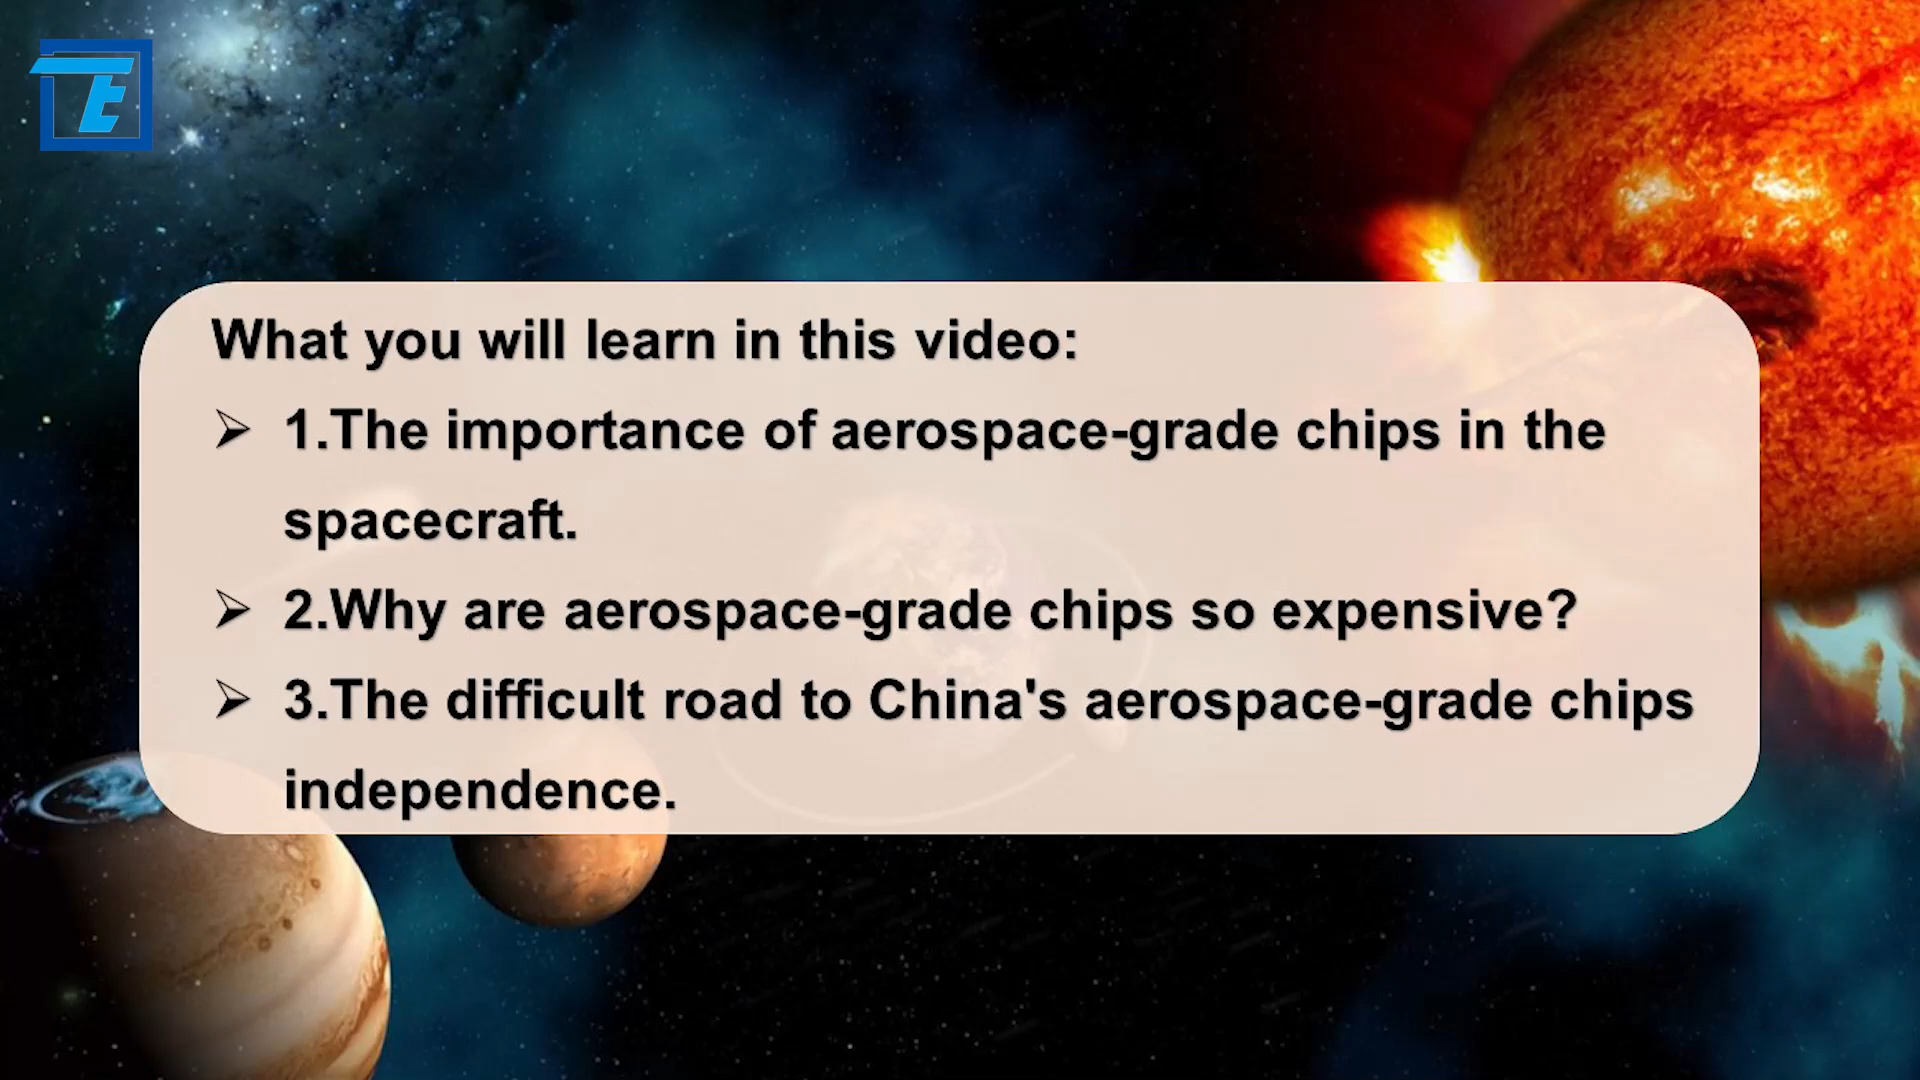 TE
What you will learn in this video:
➢ 1.The importance of aerospace-grade chips in the
spacecraft.
➢ 2.Why are aerospace-grade chips so expensive?
➢ 3.The difficult road to China's aerospace-grade chips
independence.